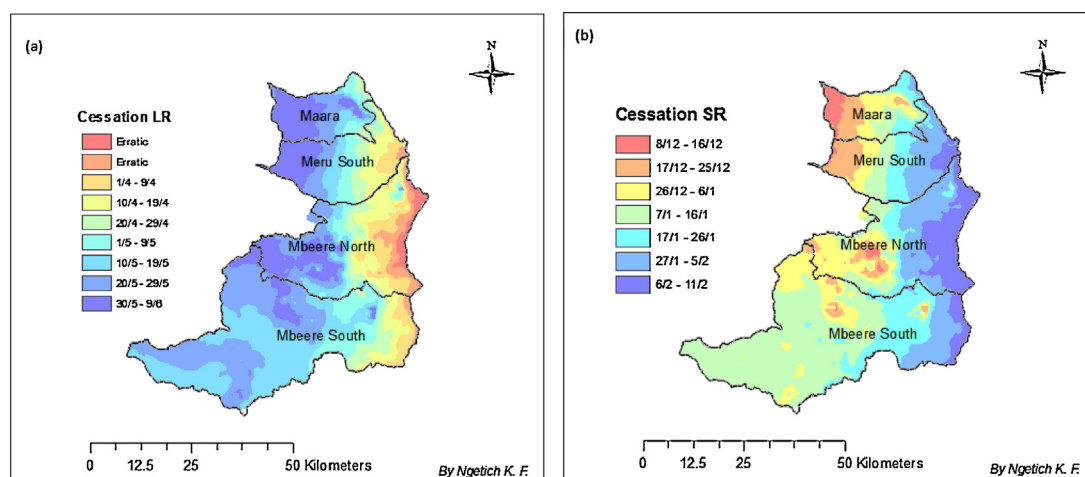 (a)
N
Cessation LR
Erratic
Erratic
1/4 - 9/4
10/4 - 19/4
20/4 - 29/4
1/5 - 9/5
10/5 - 19/5
20/5 - 29/5
30/5 - 9/6
Maara
Meru South
Mbeere North
Mbeere South
0 12.5 25 50 Kilometers
By Ngetich K. F.
(b)
N
Cessation SR
8/12 - 16/12
17/12 - 25/12
26/12 - 6/1
7/1 - 16/1
17/1 - 26/1
27/1 - 5/2
6/2 - 11/2
Maara
Meru South
Mbeere North
Mbeere South
0 12.5 25 50 Kilometers
By Ngetich K. F.